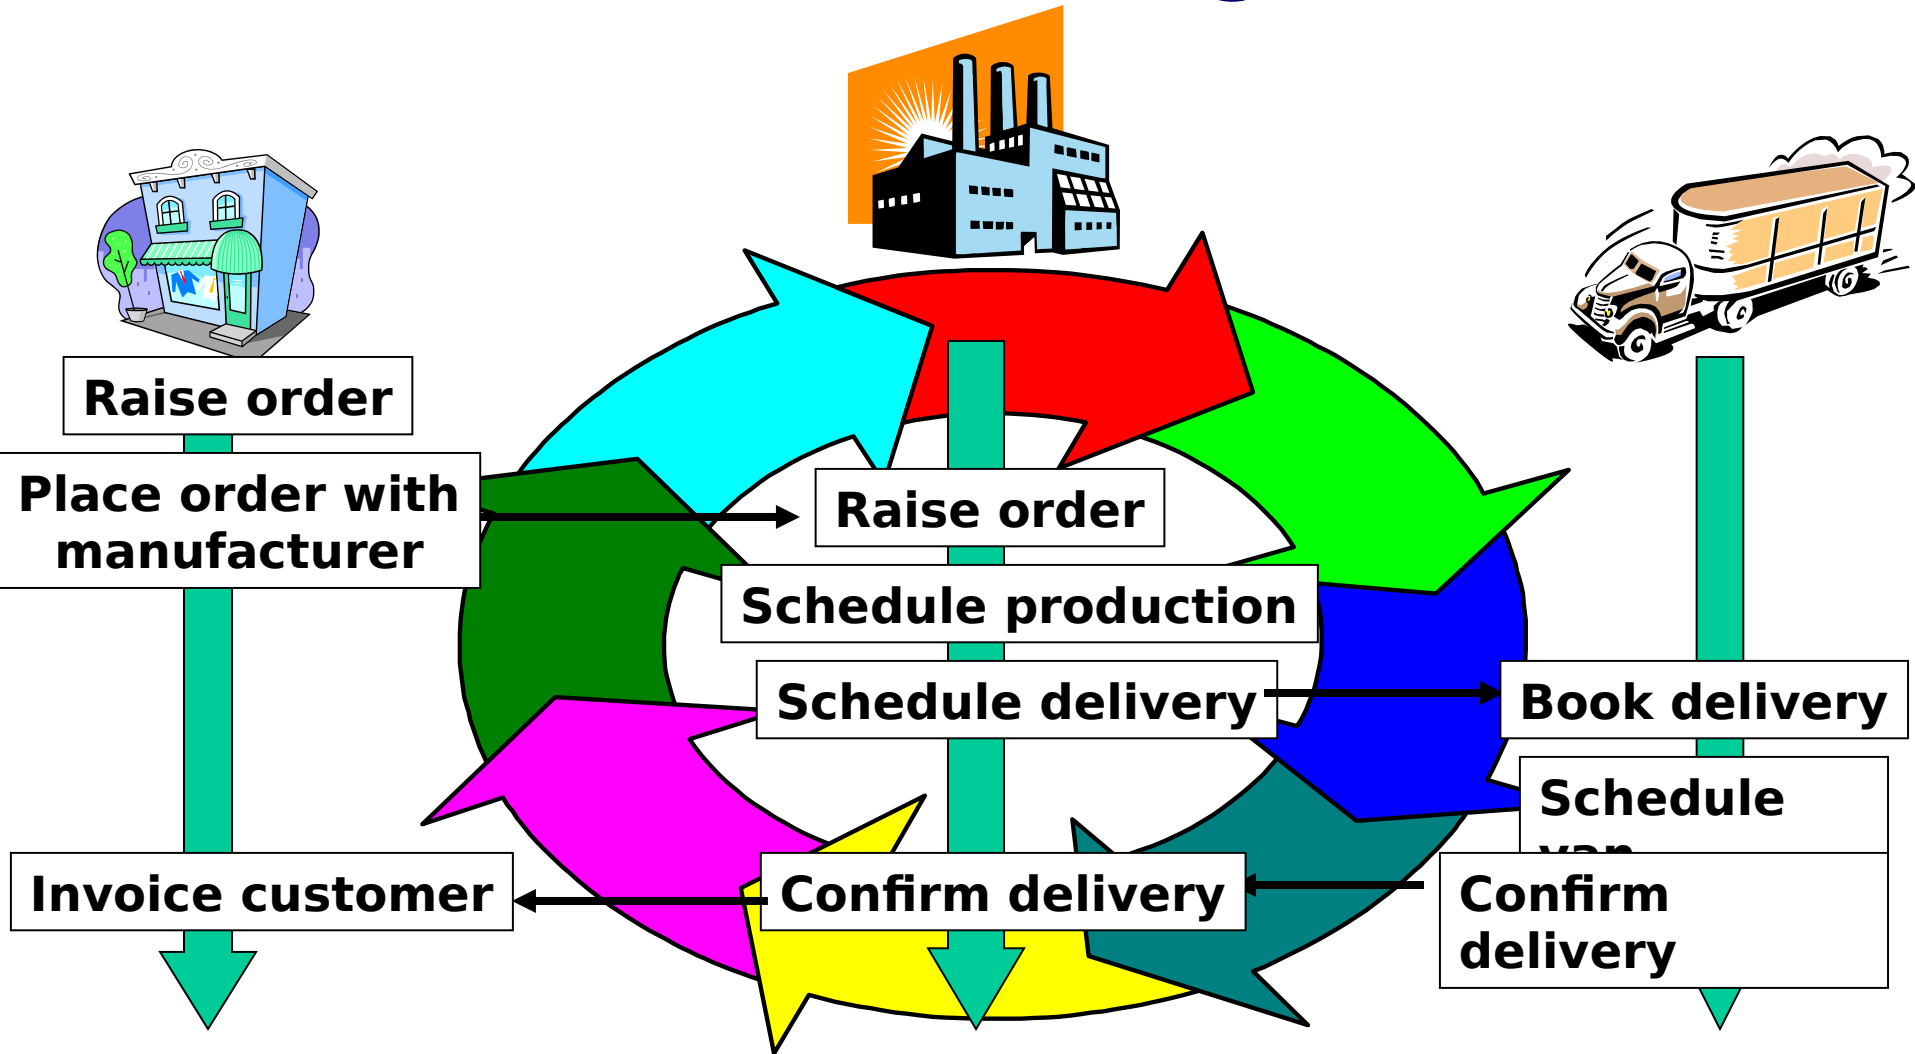 Raise order
Place order with
manufacturer
Invoice customer
Raise order
Schedule production
Schedule delivery
Confirm delivery
Book delivery
Schedule
van
Confirm
delivery